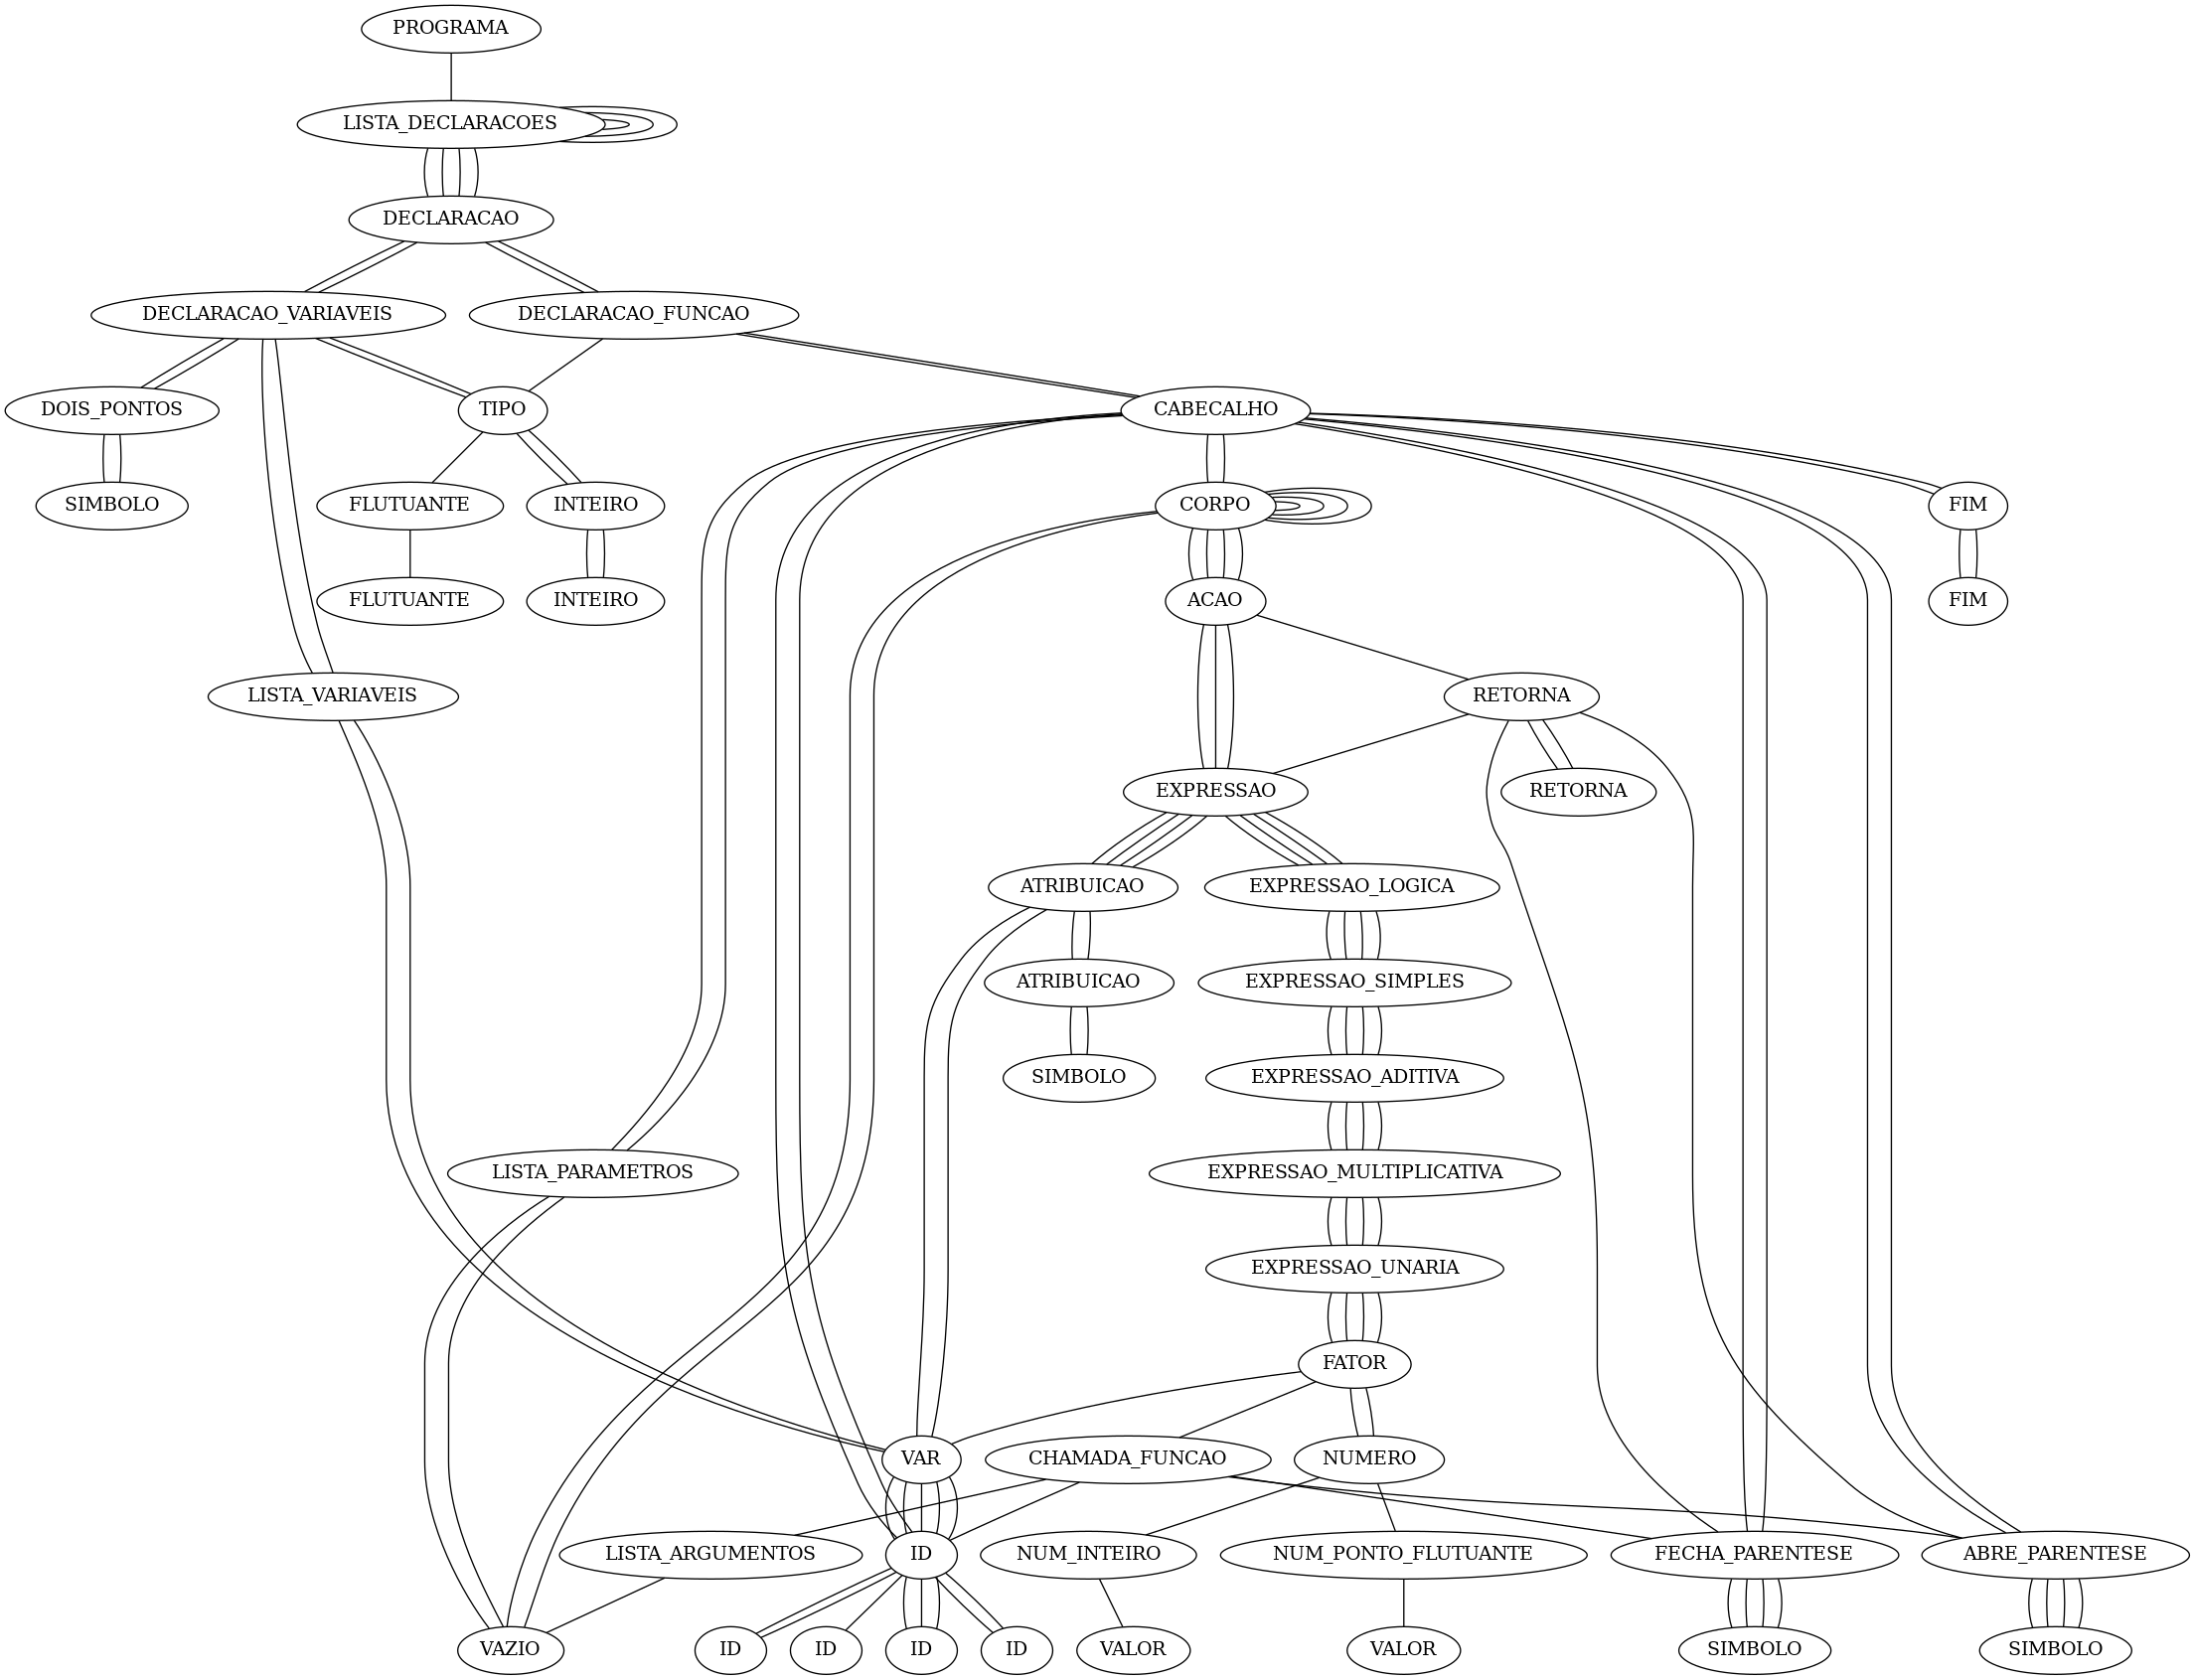 PROGRAMA
LISTA_DECLARACOES
DECLARACAO
DECLARACAO_VARIAVEIS
DECLARACAO_FUNCAO
DOIS_PONTOS
TIPO
CABECALHO
SIMBOLO
FLUTUANTE
INTEIRO
CORPO
FIM
FLUTUANTE
INTEIRO
ACAO
FIM
LISTA_VARIAVEIS
RETORNA
EXPRESSAO
RETORNA
ATRIBUICAO
EXPRESSAO_LOGICA
ATRIBUICAO
EXPRESSAO_SIMPLES
SIMBOLO
EXPRESSAO_ADITIVA
LISTA_PARAMETROS
EXPRESSAO_MULTIPLICATIVA
EXPRESSAO_UNARIA
FATOR
VAR
CHAMADA_FUNCAO
NUMERO
LISTA_ARGUMENTOS
ID
NUM_INTEIRO
NUM_PONTO_FLUTUANTE
FECHA_PARENTESE
ABRE_PARENTESE
VAZIO
ID
ID
ID
ID
VALOR
VALOR
SIMBOLO
SIMBOLO